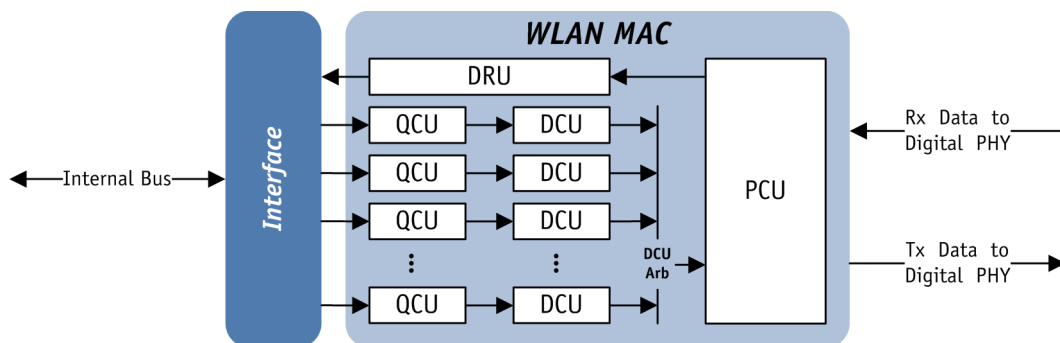 WLAN MAC
DRU
QCU DCU
QCU DCU
QCU DCU
⋮ ⋮
QCU DCU
DCU
Arb
PCU
Interface
Internal Bus
Rx Data to
Digital PHY
Tx Data to
Digital PHY